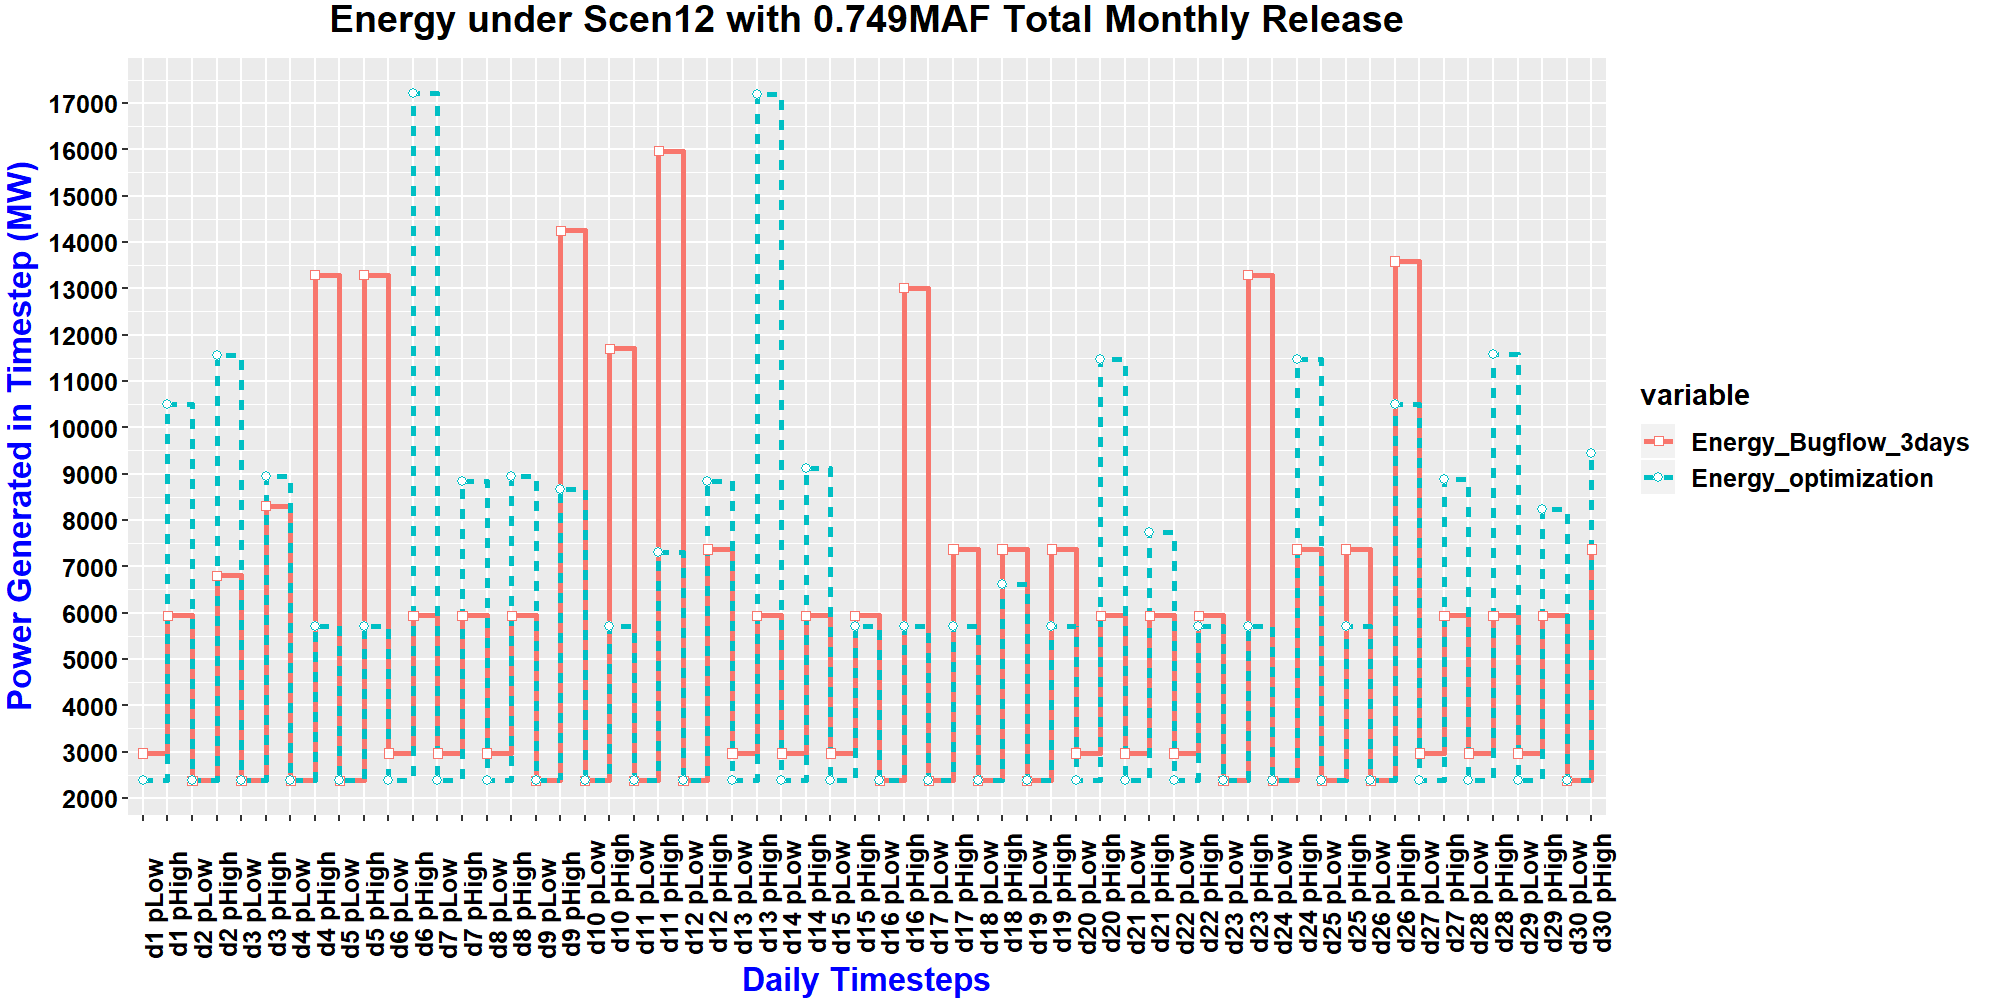 Energy under Scen12 with 0.749MAF Total Monthly Release
Power Generated in Timestep (MW)
17000
16000
15000
14000
13000
12000
11000
10000
9000
8000
7000
6000
5000
4000
3000
2000
d1 pLow
d1 pHigh
d2 pLow
d2 pHigh
d3 pLow
d3 pHigh
d4 pLow
d4 pHigh
d5 pLow
d5 pHigh
d6 pLow
d6 pHigh
d7 pLow
d7 pHigh
d8 pLow
d8 pHigh
d9 pLow
d9 pHigh
d10 pLow
d10 pHigh
d11 pLow
d11 pHigh
d12 pLow
d12 pHigh
d13 pLow
d13 pHigh
d14 pLow
d14 pHigh
d15 pLow
d15 pHigh
d16 pLow
d16 pHigh
d17 pLow
d17 pHigh
d18 pLow
d18 pHigh
d19 pLow
d19 pHigh
d20 pLow
d20 pHigh
d21 pLow
d21 pHigh
d22 pLow
d22 pHigh
d23 pLow
d23 pHigh
d24 pLow
d24 pHigh
d25 pLow
d25 pHigh
d26 pLow
d26 pHigh
d27 pLow
d27 pHigh
d28 pLow
d28 pHigh
d29 pLow
d29 pHigh
d30 pLow
d30 pHigh
Daily Timesteps
variable
Energy_Bugflow_3days
Energy_optimization